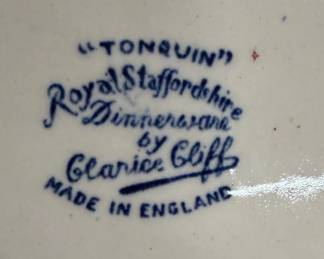 "TONQUIN"
Royal Staffordshire
Dinnerware
by
Clarice Cliff
MADE IN ENGLAND